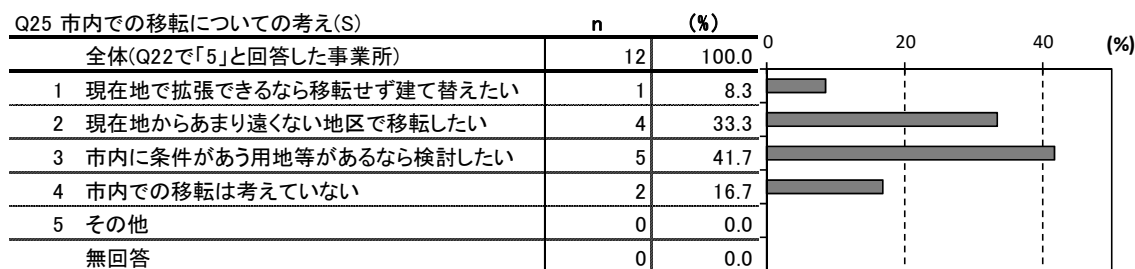 Q25 市内での移転についての考え(S) n (%)
全体(Q22で「5」と回答した事業所) 12 100.0 0 20 40 (%)
1 現在地で拡張できるなら移転せず建て替えたい 1 8.3
2 現在地からあまり遠くない地区で移転したい 4 33.3
3 市内に条件があう用地等があるなら検討したい 5 41.7
4 市内での移転は考えていない 2 16.7
5 その他 0 0.0
無回答 0 0.0